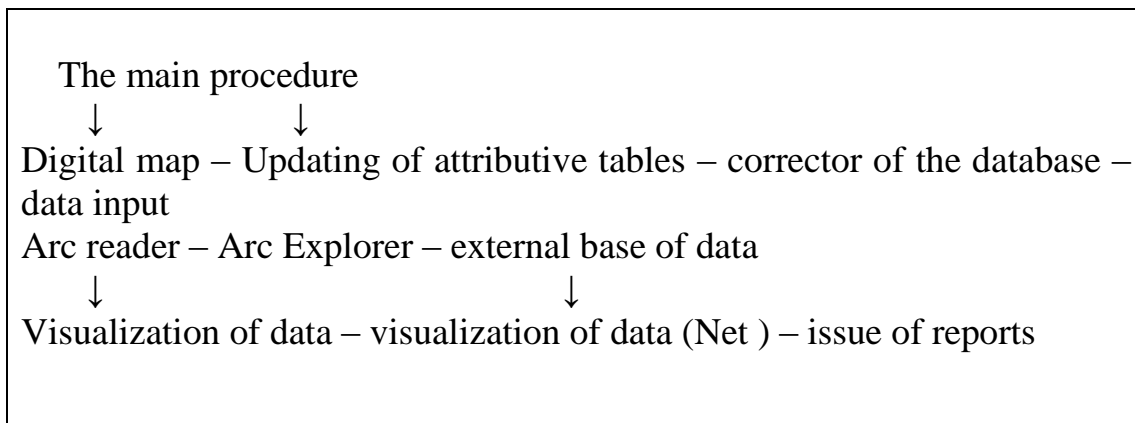 The main procedure
↓ ↓
Digital map – Updating of attributive tables – corrector of the database –
data input
Arc reader – Arc Explorer – external base of data
↓ ↓
Visualization of data – visualization of data (Net ) – issue of reports